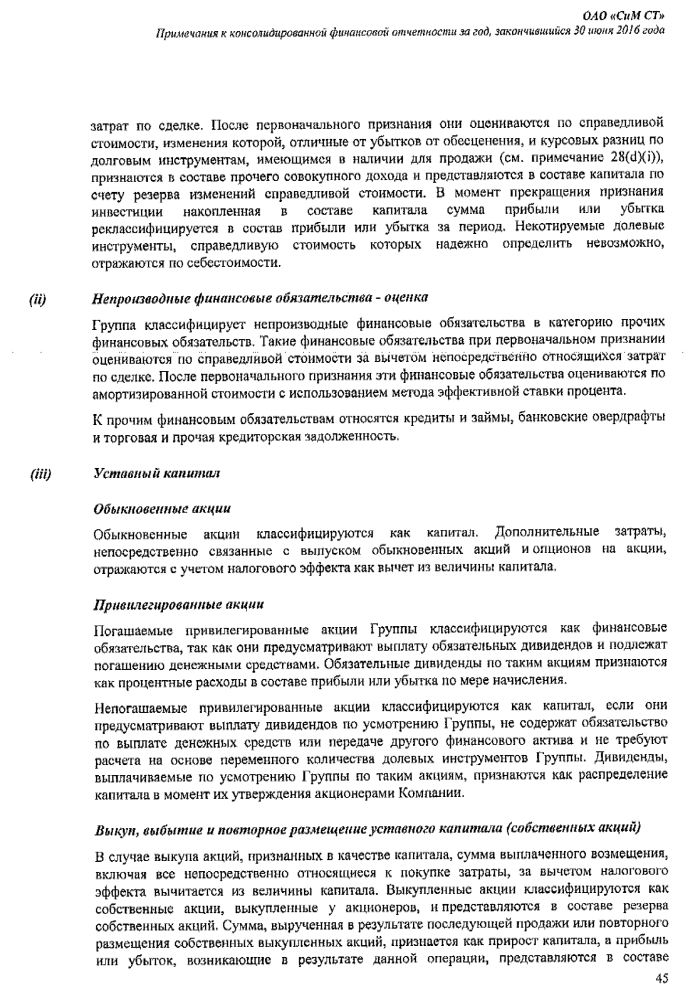 ОАО «СиМ СТ»
Примечания к консолидированной финансовой отчетности за год, закончившийся 30 июня 2016 года
затрат по сделке. После первоначального признания они оцениваются по справедливой
стоимости, изменения которой, отличные от убытков от обесценения, и курсовых разниц по
долговым инструментам, имеющимся в наличии для продажи (см. примечание 28(d)(i)),
признаются в составе прочего совокупного дохода и представляются в составе капитала по
счету резерва изменений справедливой стоимости. В момент прекращения признания
инвестиции накопленная в составе капитала сумма прибыли или убытка
реклассифицируется в состав прибыли или убытка за период. Некотируемые долевые
инструменты, справедливую стоимость которых надежно определить невозможно,
отражаются по себестоимости.
(ii) Непроизводные финансовые обязательства - оценка
Группа классифицирует непроизводные финансовые обязательства в категорию прочих
финансовых обязательств. Такие финансовые обязательства при первоначальном признании
оцениваются по справедливой стоимости за вычетом непосредственно относящихся затрат
по сделке. После первоначального признания эти финансовые обязательства оцениваются по
амортизированной стоимости с использованием метода эффективной ставки процента.
К прочим финансовым обязательствам относятся кредиты и займы, банковские овердрафты
и торговая и прочая кредиторская задолженность.
(iii) Уставный капитал
Обыкновенные акции
Обыкновенные акции классифицируются как капитал. Дополнительные затраты,
непосредственно связанные с выпуском обыкновенных акций и опционов на акции,
отражаются с учетом налогового эффекта как вычет из величины капитала.
Привилегированные акции
Погашаемые привилегированные акции Группы классифицируются как финансовые
обязательства, так как они предусматривают выплату обязательных дивидендов и подлежат
погашению денежными средствами. Обязательные дивиденды по таким акциям признаются
как процентные расходы в составе прибыли или убытка по мере начисления.
Непогашаемые привилегированные акции классифицируются как капитал, если они
предусматривают выплату дивидендов по усмотрению Группы, не содержат обязательство
по выплате денежных средств или передаче другого финансового актива и не требуют
расчета на основе переменного количества долевых инструментов Группы. Дивиденды,
выплачиваемые по усмотрению Группы по таким акциям, признаются как распределение
капитала в момент их утверждения акционерами Компании.
Выкуп, выбытие и повторное размещение уставного капитала (собственных акций)
В случае выкупа акций, признанных в качестве капитала, сумма выплаченного возмещения,
включая все непосредственно относящиеся к покупке затраты, за вычетом налогового
эффекта вычитается из величины капитала. Выкупленные акции классифицируются как
собственные акции, выкупленные у акционеров, и представляются в составе резерва
собственных акций. Сумма, вырученная в результате последующей продажи или повторного
размещения собственных выкупленных акций, признается как прирост капитала, а прибыль
или убыток, возникающие в результате данной операции, представляются в составе
45